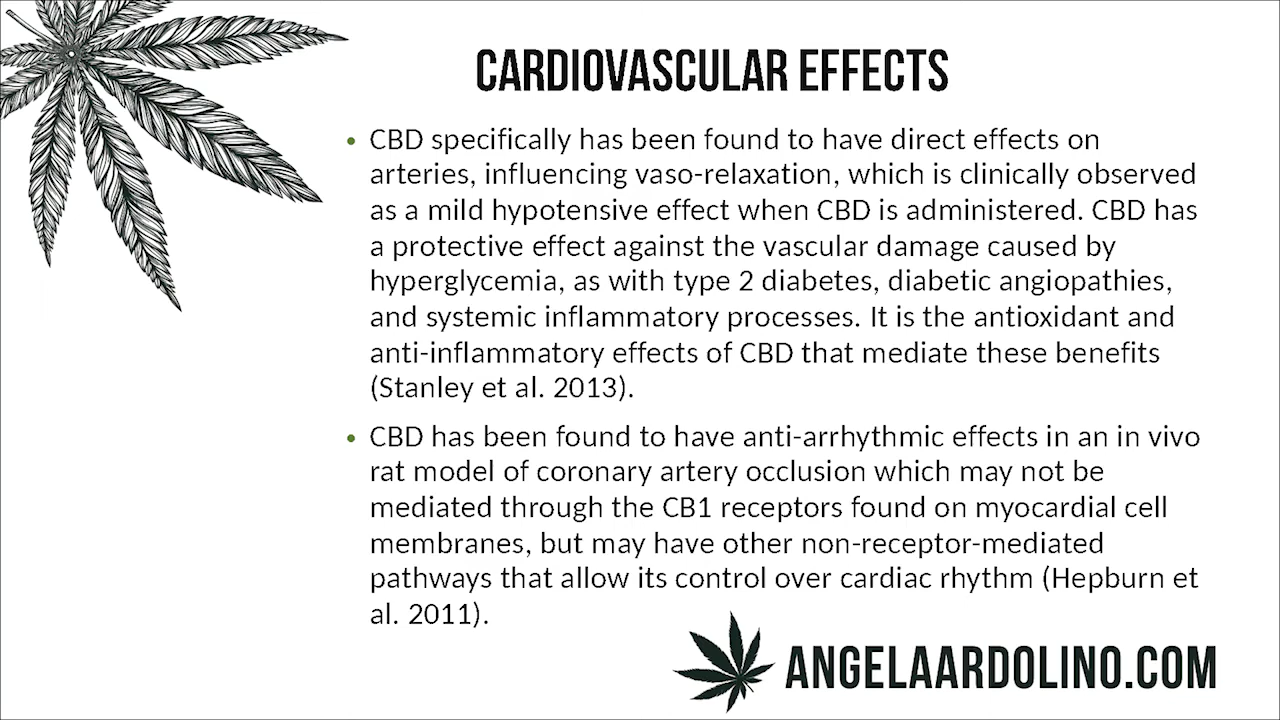 CARDIOVASCULAR EFFECTS
• CBD specifically has been found to have direct effects on
arteries, influencing vaso-relaxation, which is clinically observed
as a mild hypotensive effect when CBD is administered. CBD has
a protective effect against the vascular damage caused by
hyperglycemia, as with type 2 diabetes, diabetic angiopathies,
and systemic inflammatory processes. It is the antioxidant and
anti-inflammatory effects of CBD that mediate these benefits
(Stanley et al. 2013).
• CBD has been found to have anti-arrhythmic effects in an in vivo
rat model of coronary artery occlusion which may not be
mediated through the CB1 receptors found on myocardial cell
membranes, but may have other non-receptor-mediated
pathways that allow its control over cardiac rhythm (Hepburn et
al. 2011).
ANGELAARDOLINO.COM